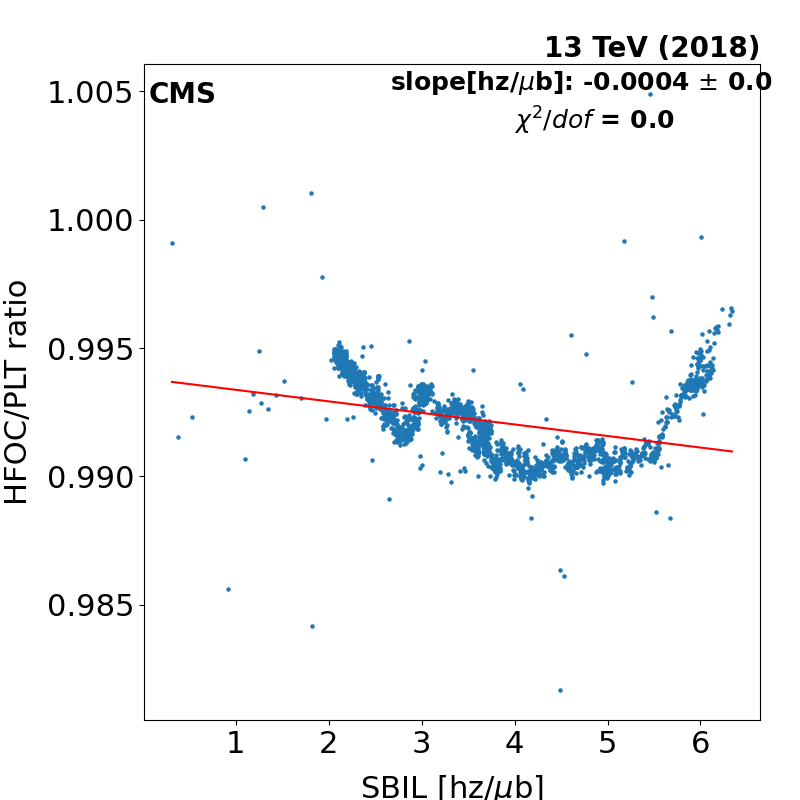 13 TeV (2018)
CMS
slope[hz/μb]: -0.0004 ± 0.0
χ²/dof = 0.0
HFOC/PLT ratio
1.005
1.000
0.995
0.990
0.985
1 2 3 4 5 6
SBIL [hz/μb]